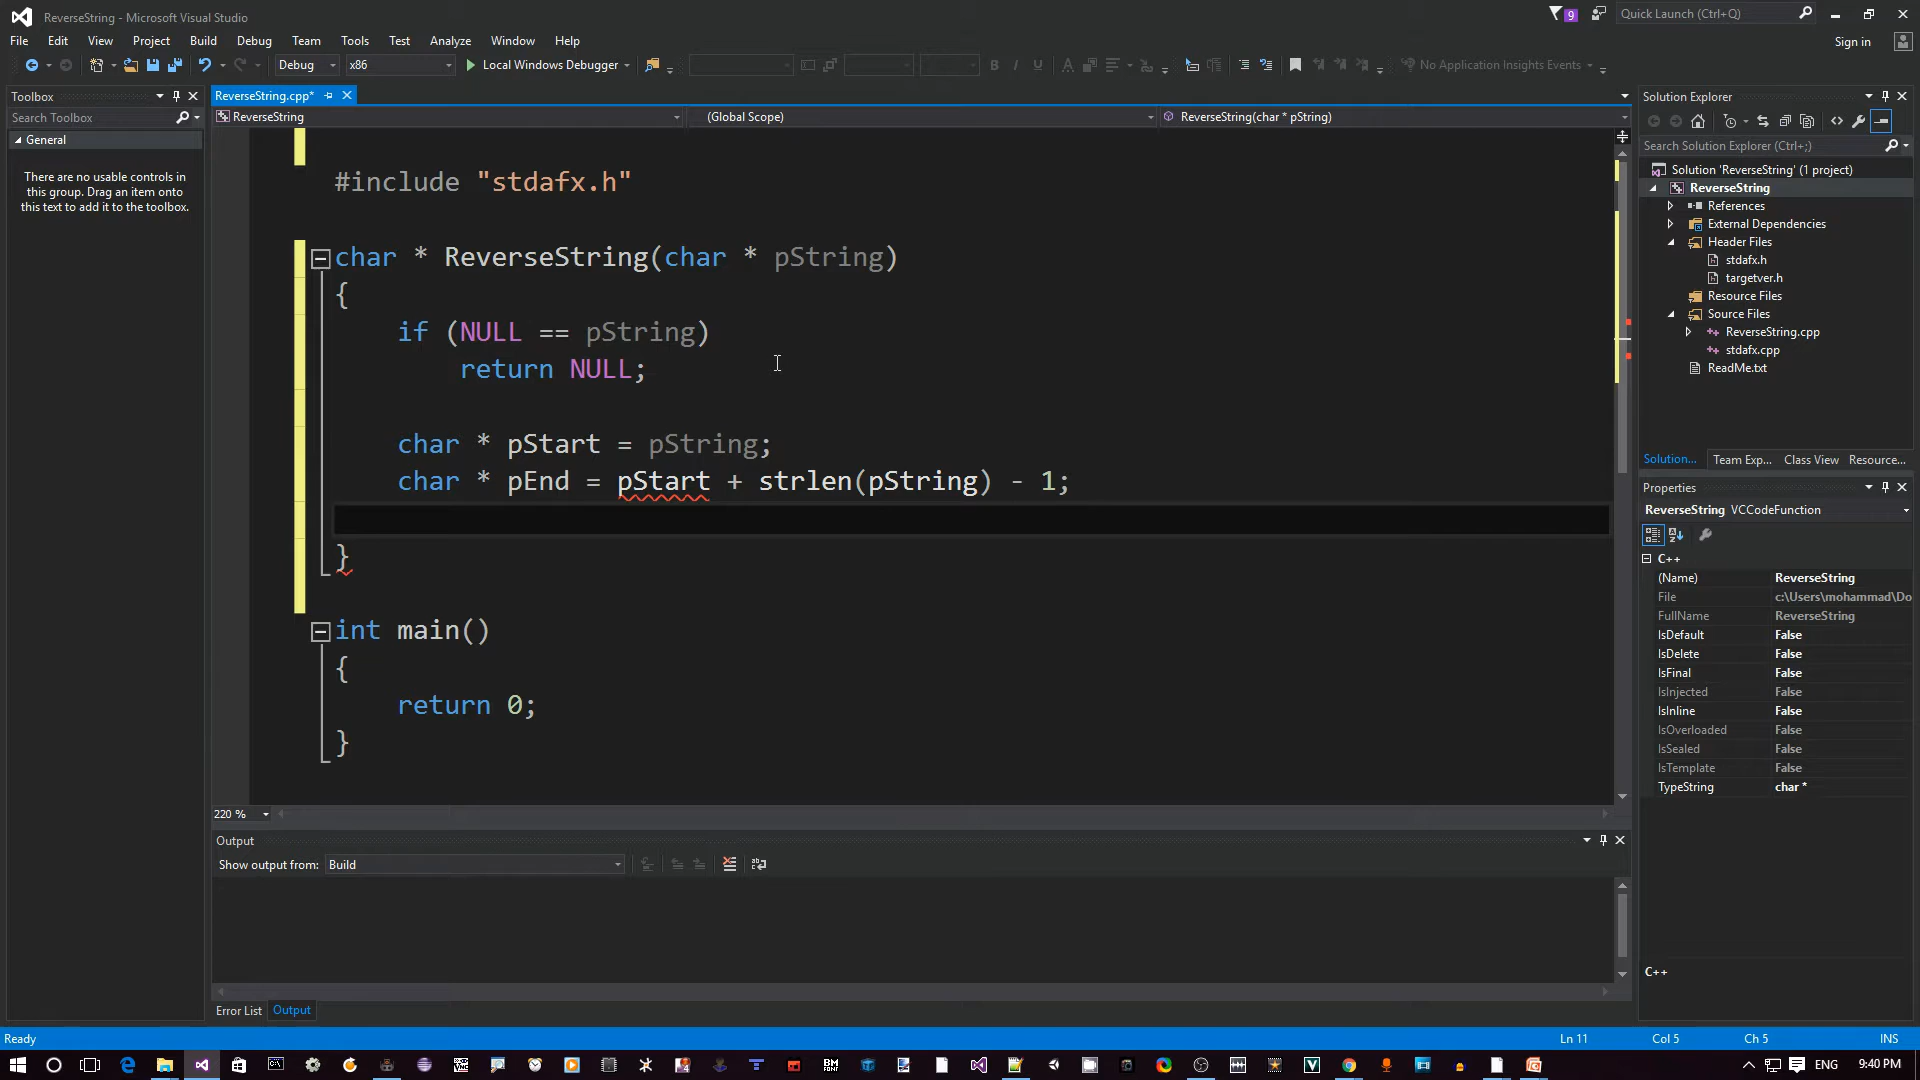 ReverseString - Microsoft Visual Studio
9
Quick Launch (Ctrl+Q)
File Edit View Project Build Debug Team Tools Test Analyze Window Help
Sign in
Debug x86 Local Windows Debugger No Application Insights Events
Toolbox
Search Toolbox
General
There are no usable controls in
this group. Drag an item onto
this text to add it to the toolbox.
ReverseString.cpp*
ReverseString (Global Scope) ReverseString(char * pString)
#include "stdafx.h"
char * ReverseString(char * pString)
{
if (NULL == pString)
return NULL;
char * pStart = pString;
char * pEnd = pStart + strlen(pString) - 1;
}
int main()
{
return 0;
}
220 %
Output
Show output from: Build
Error List Output
Solution Explorer
Search Solution Explorer (Ctrl+;)
Solution 'ReverseString' (1 project)
ReverseString
References
External Dependencies
Header Files
stdafx.h
targetver.h
Resource Files
Source Files
ReverseString.cpp
stdafx.cpp
ReadMe.txt
Solution... Team Exp... Class View Resource...
Properties
ReverseString VCCodeFunction
C++
(Name) ReverseString
File c:\Users\mohammad\Do
FullName ReverseString
IsDefault False
IsDelete False
IsFinal False
IsInjected False
IsInline False
IsOverloaded False
IsSealed False
IsTemplate False
TypeString char *
C++
Ready Ln 11 Col 5 Ch 5 INS
ENG 9:40 PM